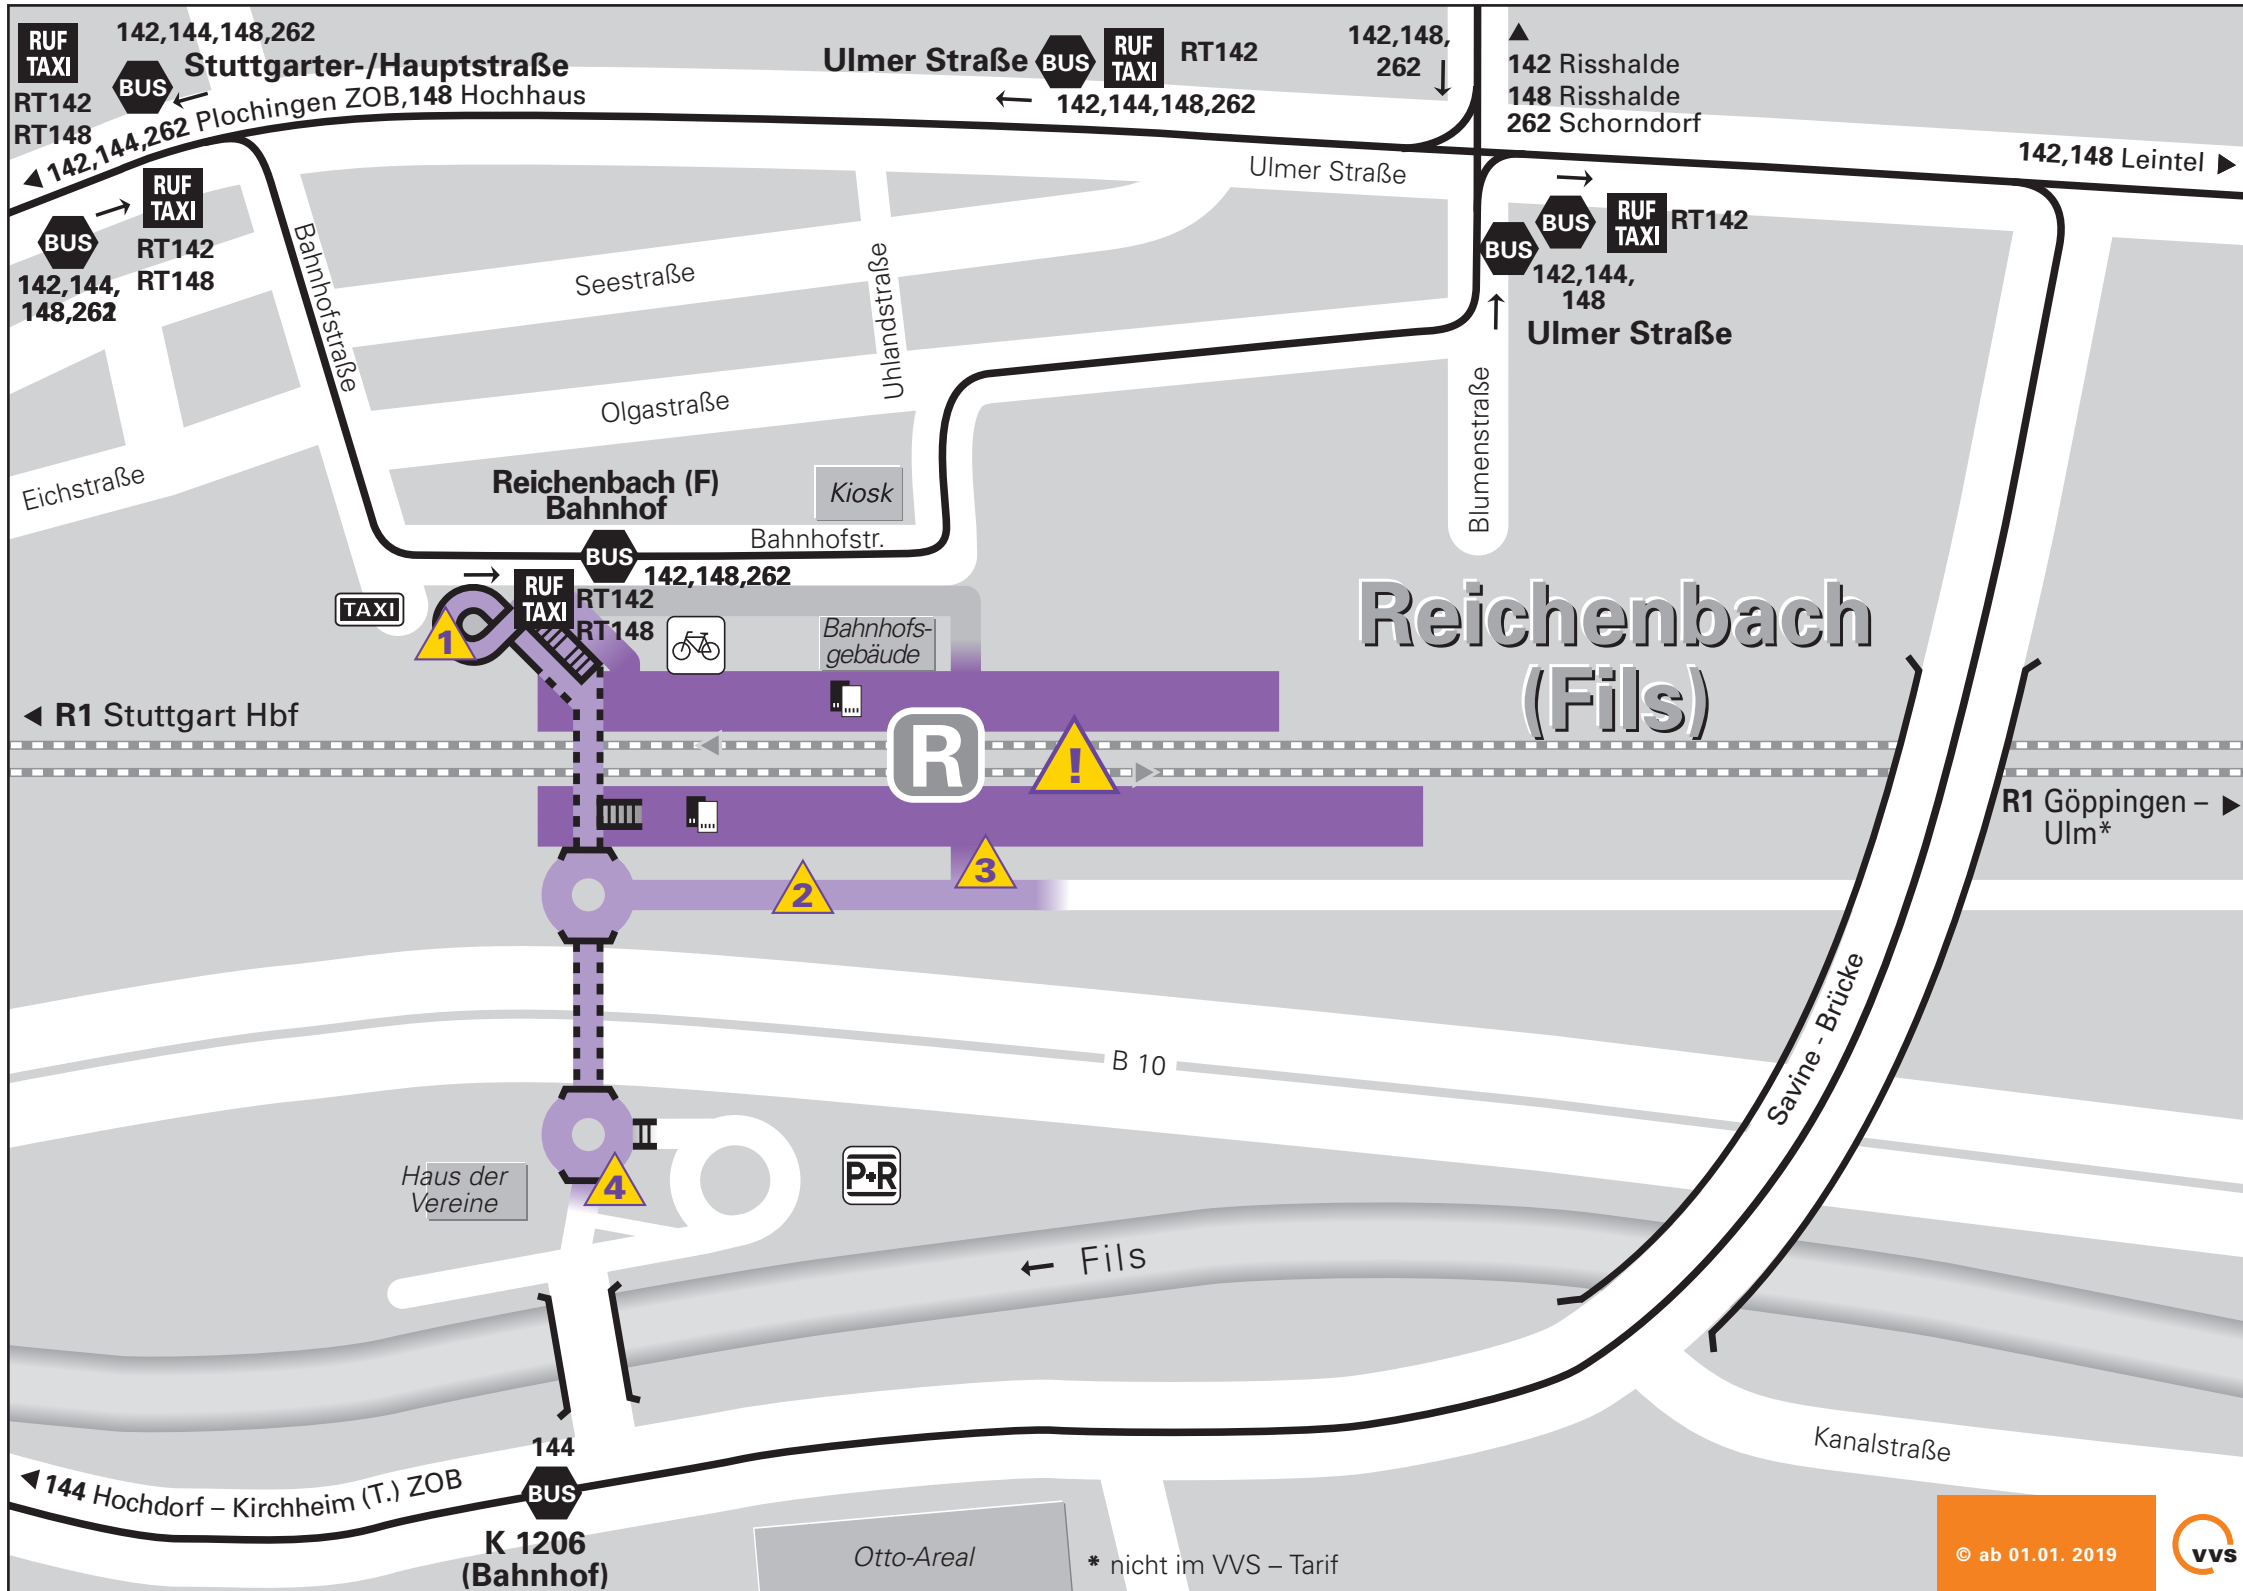 RUF
TAXI
RT142
RT148
142,144,148,262
BUS
Stuttgarter-/Hauptstraße
◄ 142,144,262 Plochingen ZOB,148 Hochhaus
Ulmer Straße
BUS
RUF
TAXI
RT142
142,144,148,262
142,148,
262
▲
142 Risshalde
148 Risshalde
262 Schorndorf
142,148 Leintel ►
Ulmer Straße
RUF
TAXI
RT142
RT148
BUS
142,144,
148,262
BUS
BUS
RUF
TAXI
RT142
142,144,
148
Ulmer Straße
Bahnhofstraße
Seestraße
Uhlandstraße
Olgastraße
Eichstraße
Blumenstraße
Reichenbach (F)
Bahnhof
Kiosk
BUS
Bahnhofstr.
142,148,262
TAXI
1
RUF
TAXI
RT142
RT148
Bahnhofs-
gebäude
Reichenbach
(Fils)
◄ R1 Stuttgart Hbf
R
!
R1 Göppingen – ►
Ulm*
3
2
Savine - Brücke
B 10
Haus der
Vereine
4
P+R
← Fils
Kanalstraße
144
◄ 144 Hochdorf – Kirchheim (T.) ZOB
BUS
K 1206
(Bahnhof)
Otto-Areal
* nicht im VVS – Tarif
© ab 01.01. 2019
vvs